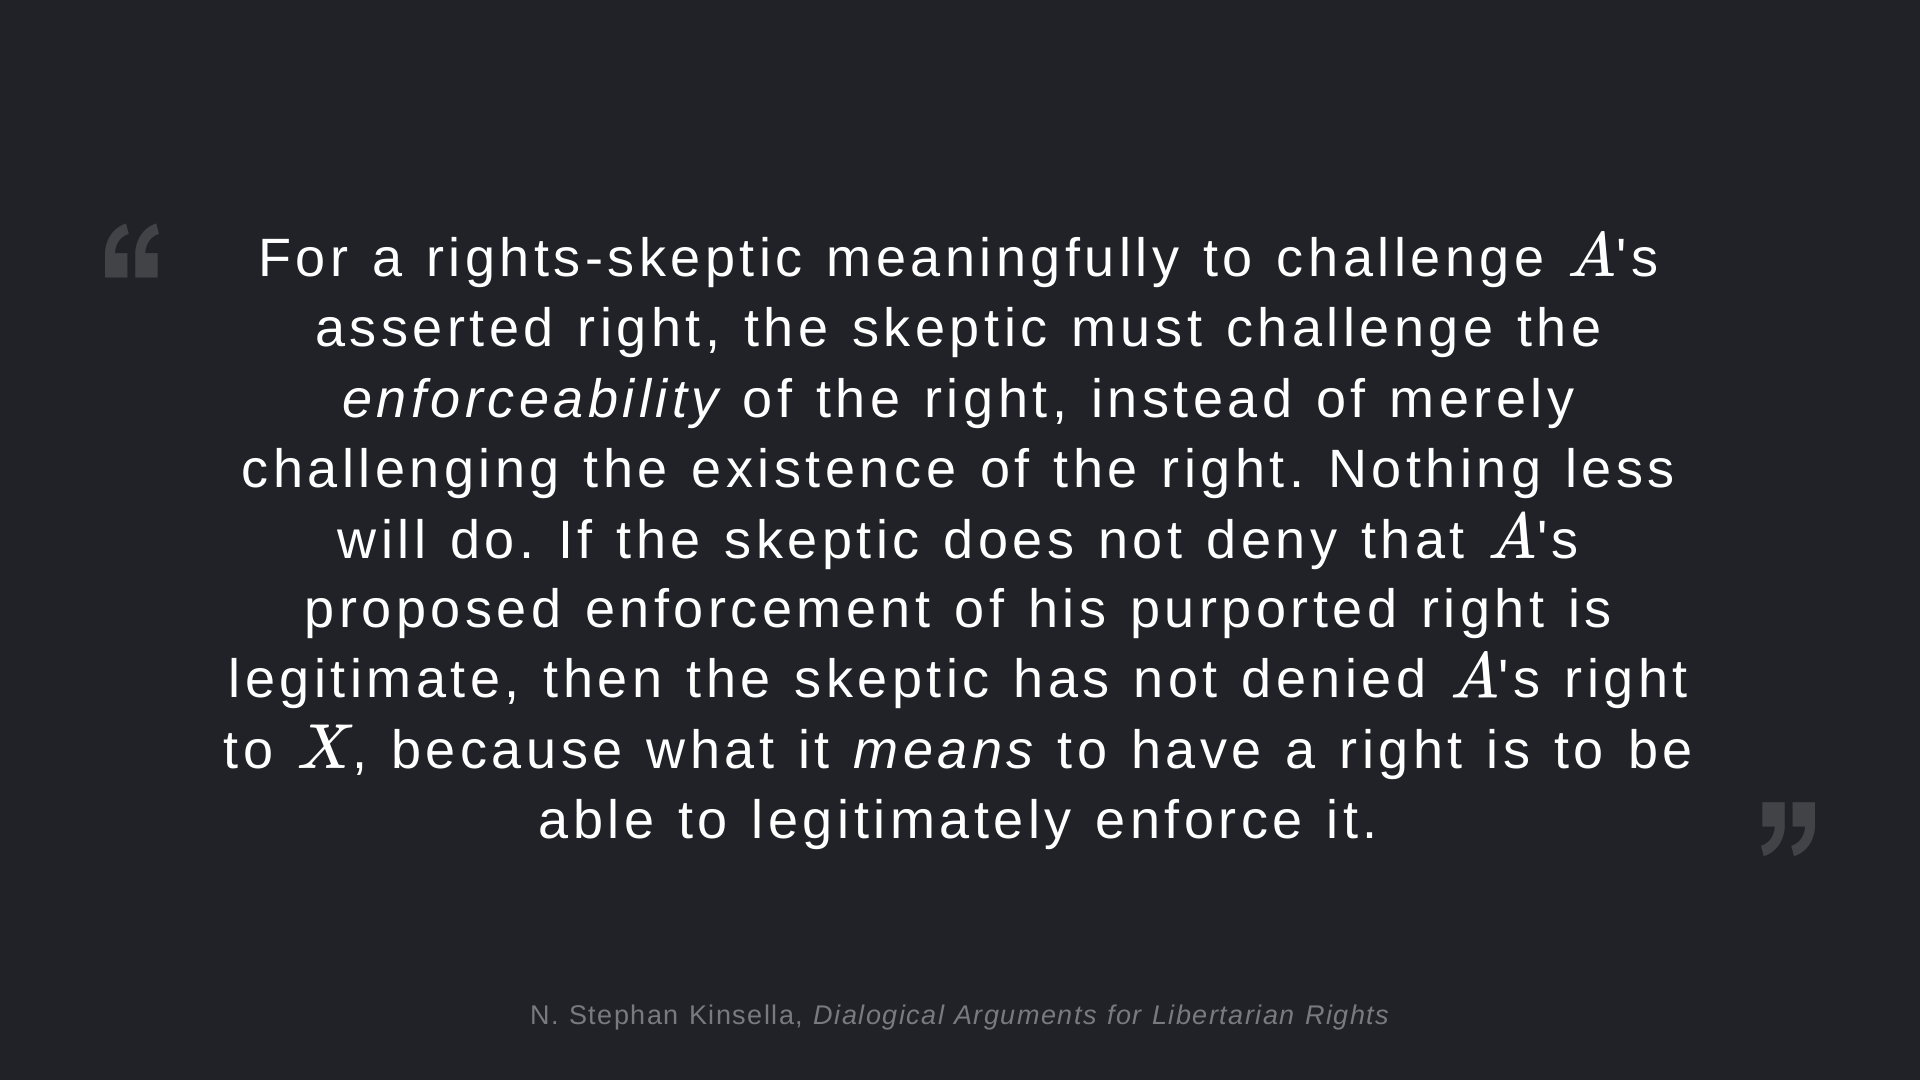 “
For a rights-skeptic meaningfully to challenge A's
asserted right, the skeptic must challenge the
enforceability of the right, instead of merely
challenging the existence of the right. Nothing less
will do. If the skeptic does not deny that A's
proposed enforcement of his purported right is
legitimate, then the skeptic has not denied A's right
to X, because what it means to have a right is to be
able to legitimately enforce it.
”
N. Stephan Kinsella, Dialogical Arguments for Libertarian Rights